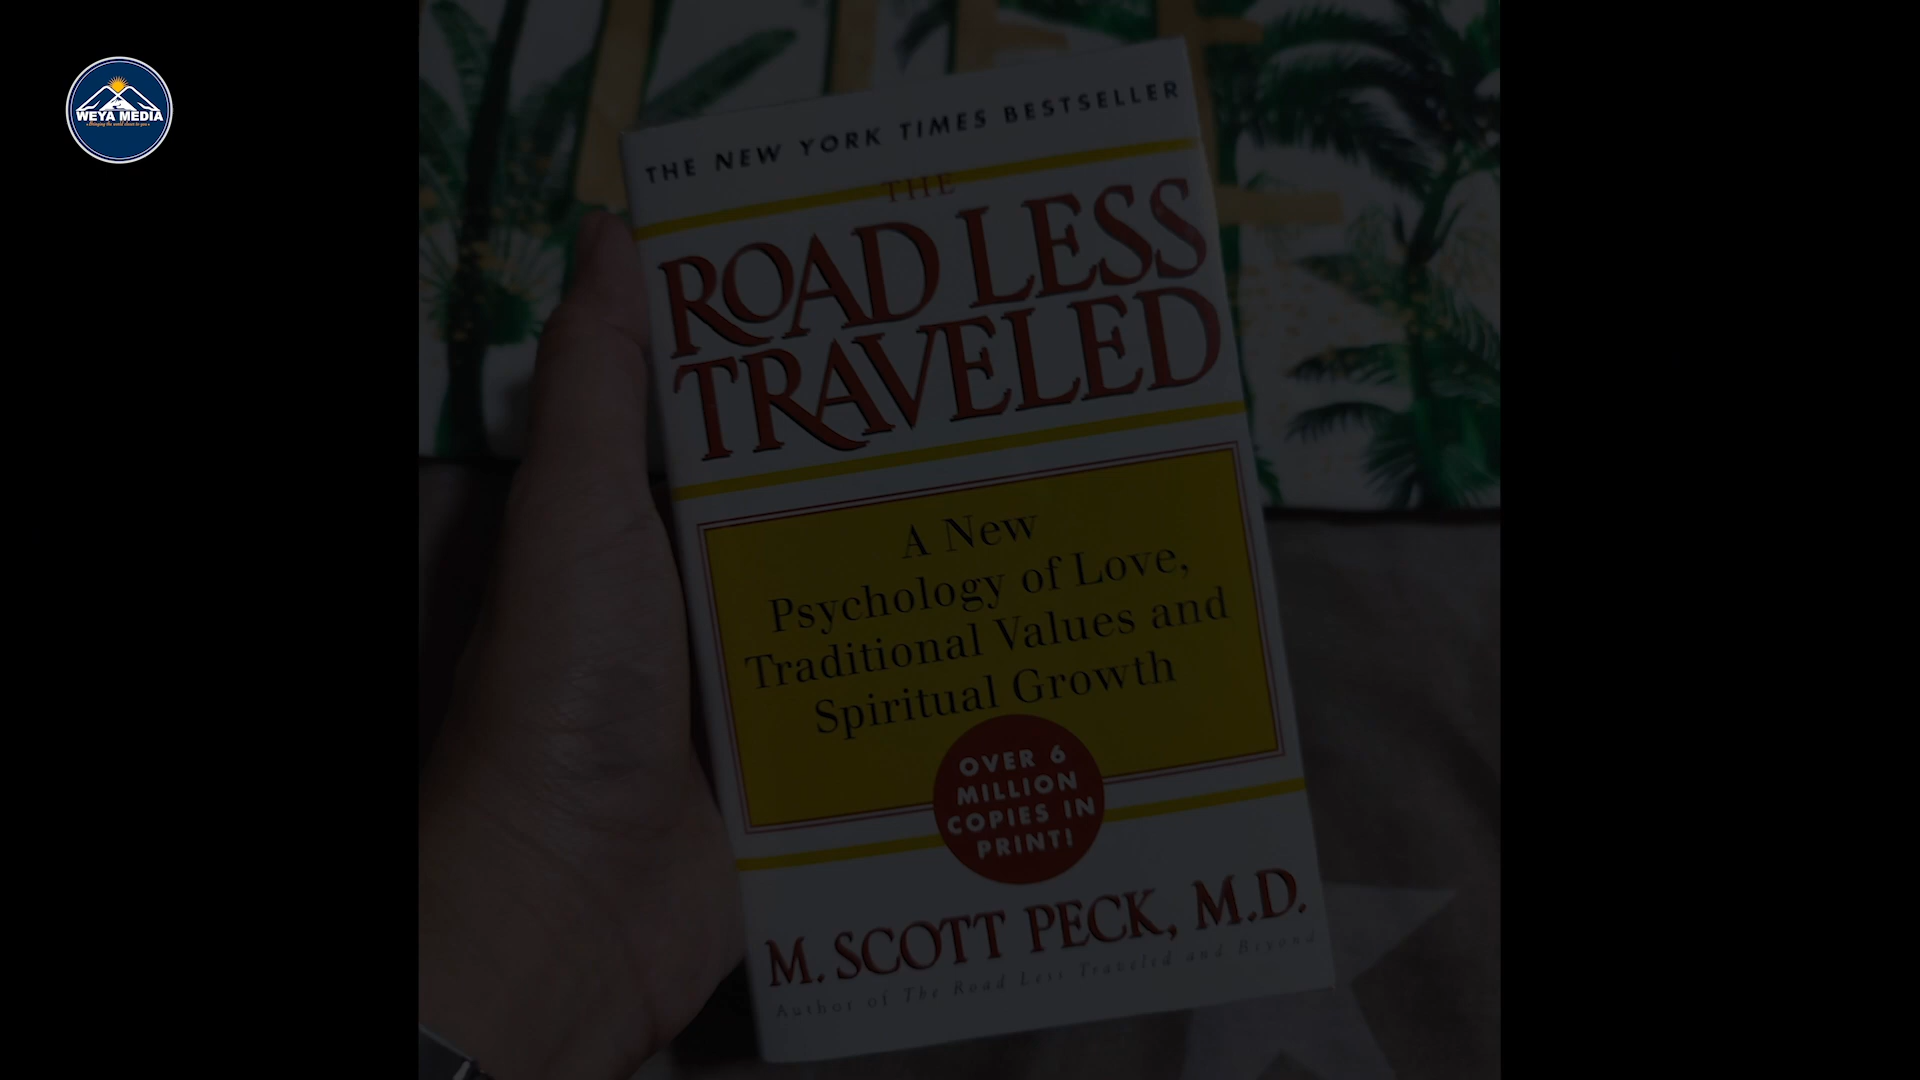 WEYA MEDIA
THE NEW YORK TIMES BESTSELLER
THE
ROAD LESS
TRAVELED
A New
Psychology of Love,
Traditional Values and
Spiritual Growth
OVER 6
MILLION
COPIES IN
PRINT!
M. SCOTT PECK, M.D.
Author of The Road Less Traveled and Beyond